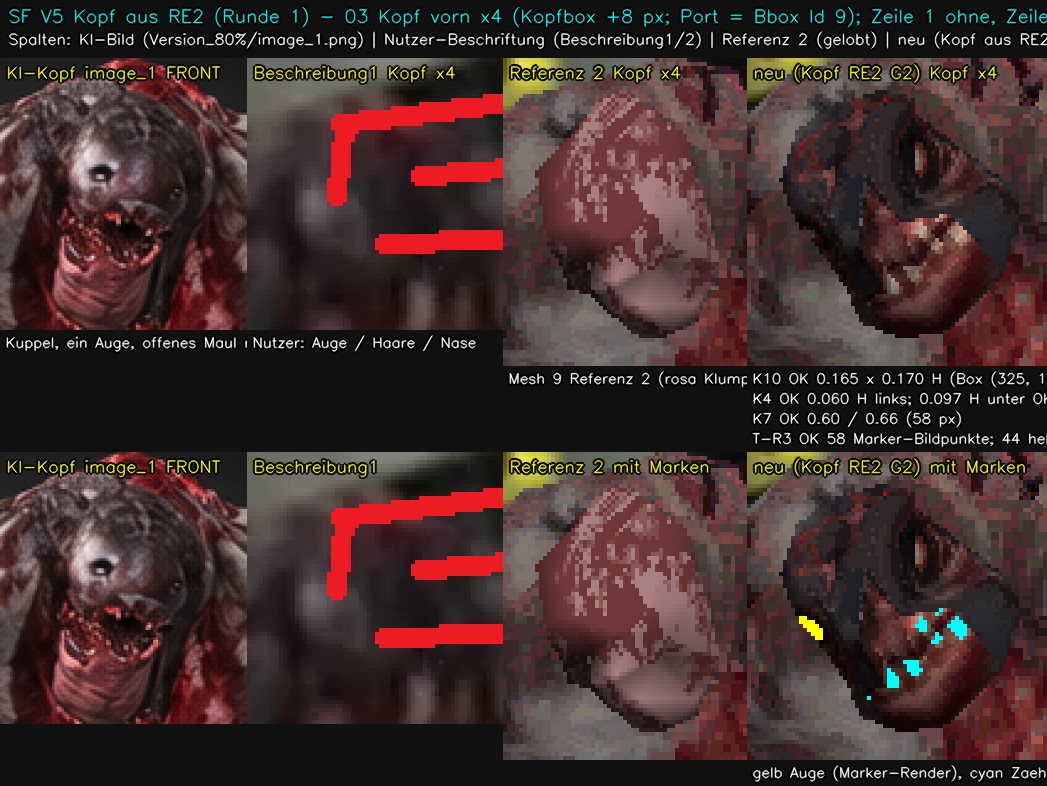 SF V5 Kopf aus RE2 (Runde 1) – 03 Kopf vorn x4 (Kopfbox +8 px; Port = Bbox Id 9); Zeile 1 ohne, Zeile
Spalten: KI-Bild (Version_80%/image_1.png) | Nutzer-Beschriftung (Beschreibung1/2) | Referenz 2 (gelobt) | neu (Kopf aus RE2
KI-Kopf image_1 FRONT
Beschreibung1 Kopf x4
Referenz 2 Kopf x4
neu (Kopf RE2 G2) Kopf x4
Kuppel, ein Auge, offenes Maul
Nutzer: Auge / Haare / Nase
Mesh 9 Referenz 2 (rosa Klump
K10 OK 0.165 x 0.170 H (Box (325, 1
K4 OK 0.060 H links; 0.097 H unter OK
K7 OK 0.60 / 0.66 (58 px)
T-R3 OK 58 Marker-Bildpunkte; 44 hel
KI-Kopf image_1 FRONT
Beschreibung1
Referenz 2 mit Marken
neu (Kopf RE2 G2) mit Marken
gelb Auge (Marker-Render), cyan Zaeh